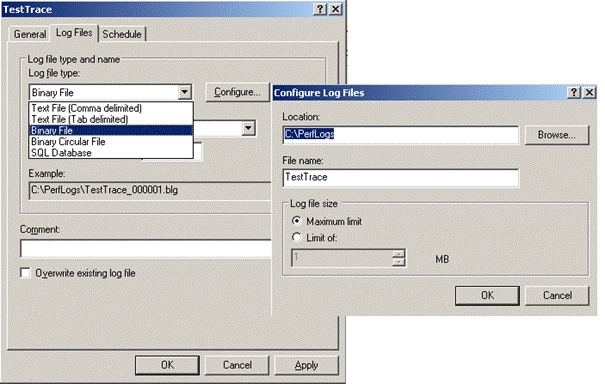 TestTrace
General
Log Files
Schedule
Log file type and name
Log file type:
Binary File
Configure...
Text File (Comma delimited)
Text File (Tab delimited)
Binary File
Binary Circular File
SQL Database
Example:
C:\PerfLogs\TestTrace_000001.blg
Comment:
Overwrite existing log file
OK
Cancel
Apply
Configure Log Files
Location:
C:\PerfLogs
Browse...
File name:
TestTrace
Log file size
Maximum limit
Limit of:
1
MB
OK
Cancel